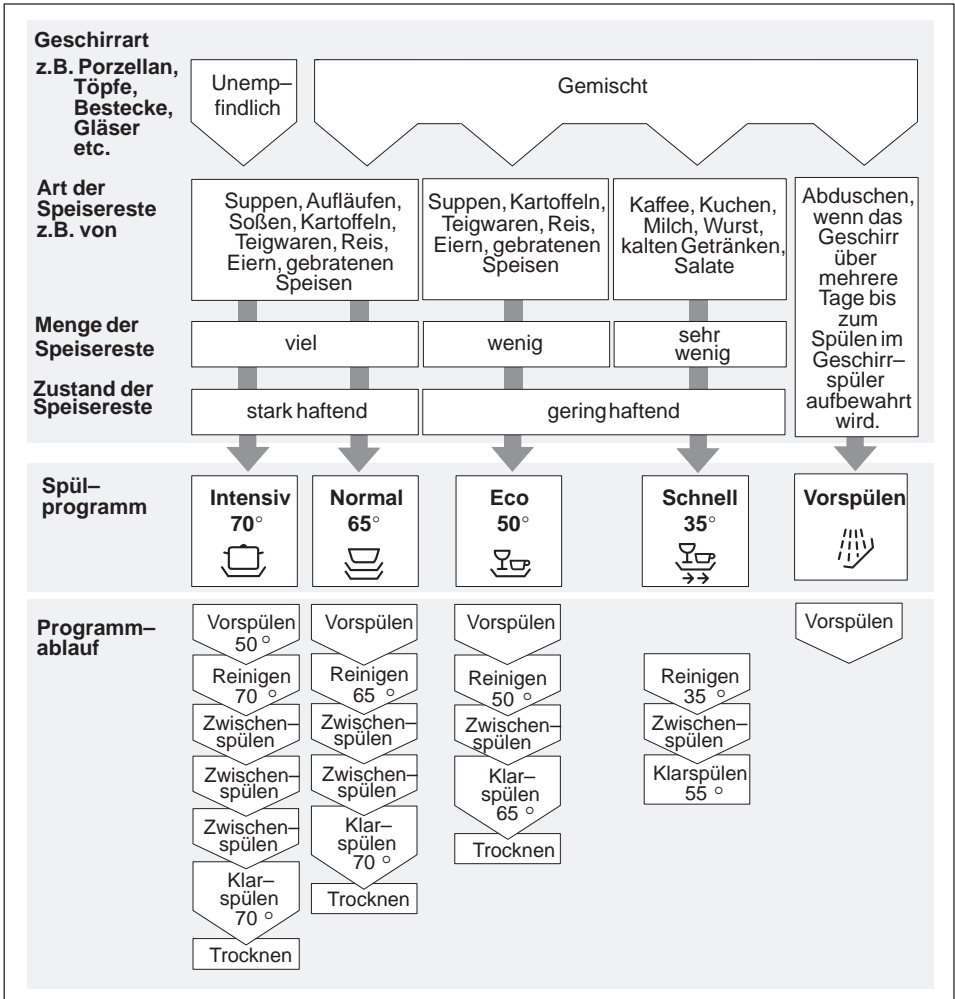 Geschirrart
z.B. Porzellan,
Töpfe,
Bestecke,
Gläser
etc.
Unemp–
findlich
Gemischt
Art der
Speisereste
z.B. von
Suppen, Aufläufen,
Soßen, Kartoffeln,
Teigwaren, Reis,
Eiern, gebratenen
Speisen
Suppen, Kartoffeln,
Teigwaren, Reis,
Eiern, gebratenen
Speisen
Kaffee, Kuchen,
Milch, Wurst,
kalten Getränken,
Salate
Abduschen,
wenn das
Geschirr
über
mehrere
Tage bis
zum
Spülen im
Geschirr–
spüler
aufbewahrt
wird.
Menge der
Speisereste
viel
wenig
sehr
wenig
Zustand der
Speisereste
stark haftend
gering haftend
Spül–
programm
Intensiv
70°
Normal
65°
Eco
50°
Schnell
35°
Vorspülen
Programm–
ablauf
Vorspülen
50 °
Reinigen
70 °
Zwischen–
spülen
Zwischen–
spülen
Zwischen–
spülen
Klar–
spülen
70 °
Trocknen
Vorspülen
Reinigen
65 °
Zwischen–
spülen
Zwischen–
spülen
Klar–
spülen
70 °
Trocknen
Vorspülen
Reinigen
50 °
Zwischen–
spülen
Klar–
spülen
65 °
Trocknen
Reinigen
35 °
Zwischen–
spülen
Klarspülen
55 °
Vorspülen